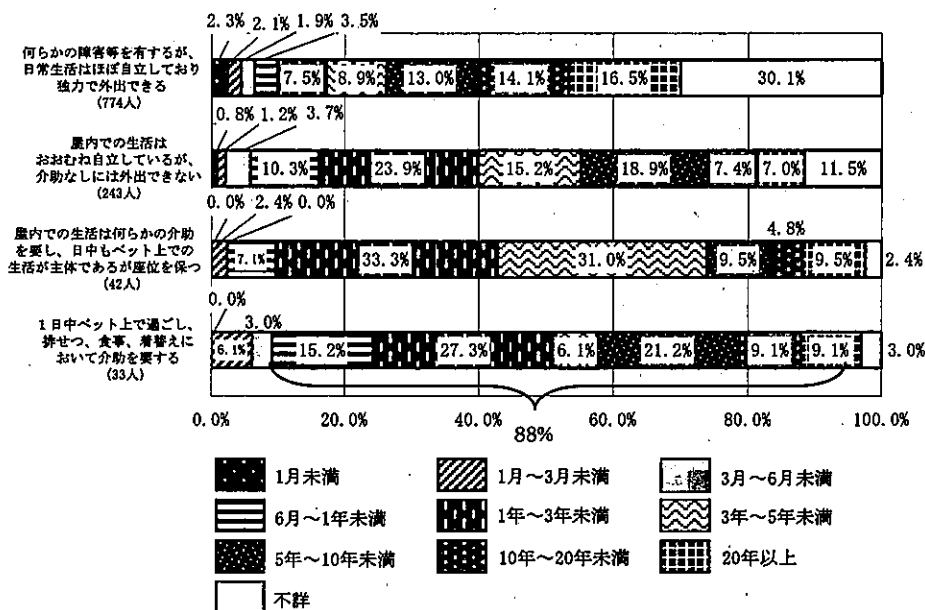 2.3% 2.1% 1.9% 3.5%
何らかの障害等を有するが、
日常生活はほぼ自立しており
独力で外出できる
(774人)
7.5% 8.9% 13.0% 14.1% 16.5% 30.1%
0.8% 1.2% 3.7%
屋内での生活は
おおむね自立しているが、
介助なしには外出できない
(243人)
10.3% 23.9% 15.2% 18.9% 7.4% 7.0% 11.5%
0.0% 2.4% 0.0%
屋内での生活は何らかの介助
を要し、日中もベット上での
生活が主体であるが座位を保つ
(42人)
4.8%
7.1% 33.3% 31.0% 9.5% 9.5% 2.4%
0.0%
3.0%
1日中ベット上で過ごし、
排せつ、食事、着替えに
おいて介助を要する
(33人)
6.1% 15.2% 27.3% 6.1% 21.2% 9.1% 9.1% 3.0%
0.0% 20.0% 40.0% 60.0% 80.0% 100.0%
88%
1月未満 1月～3月未満 3月～6月未満
6月～1年未満 1年～3年未満 3年～5年未満
5年～10年未満 10年～20年未満 20年以上
不詳